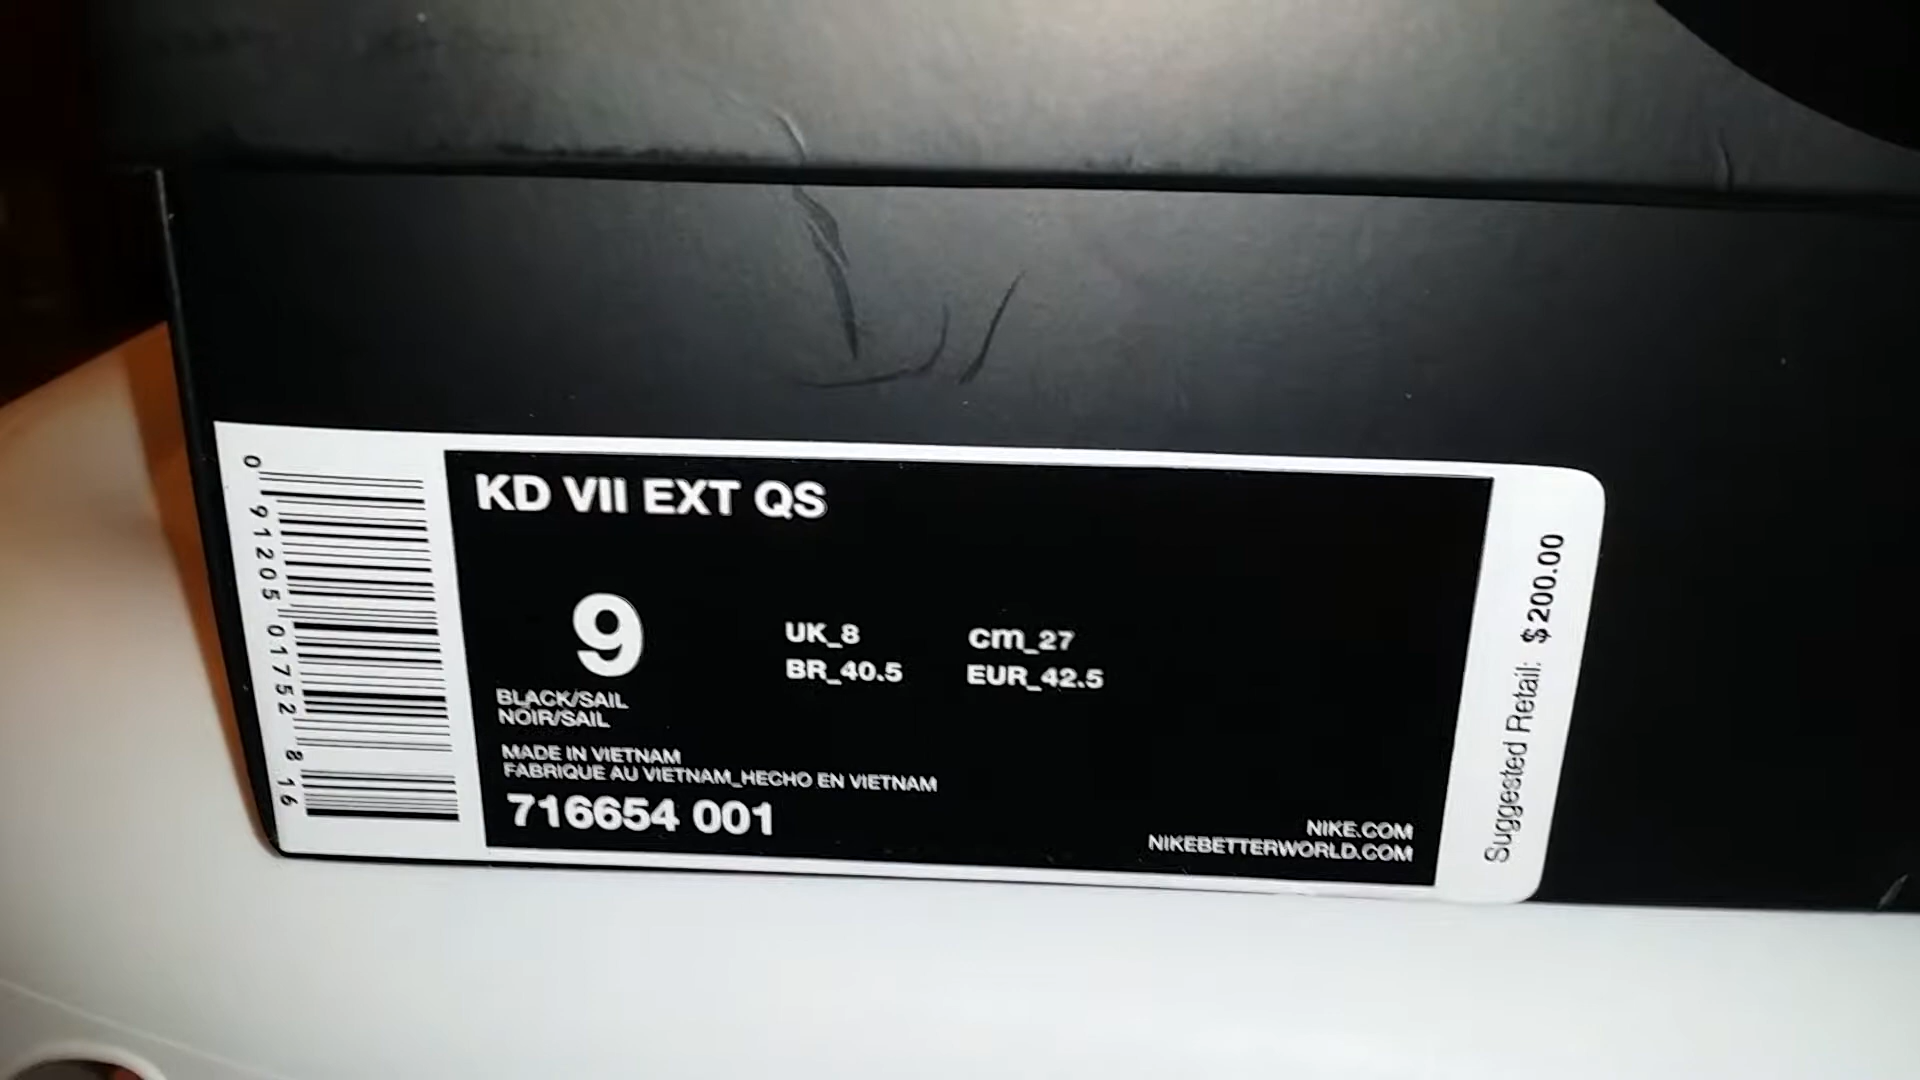 KD VII EXT QS
9
UK_8
cm_27
BR_40.5
EUR_42.5
BLACK/SAIL
NOIR/SAIL
MADE IN VIETNAM
FABRIQUE AU VIETNAM_HECHO EN VIETNAM
716654 001
NIKE.COM
NIKEBETTERWORLD.COM
Suggested Retail: $200.00
0 91205 01752 8 16